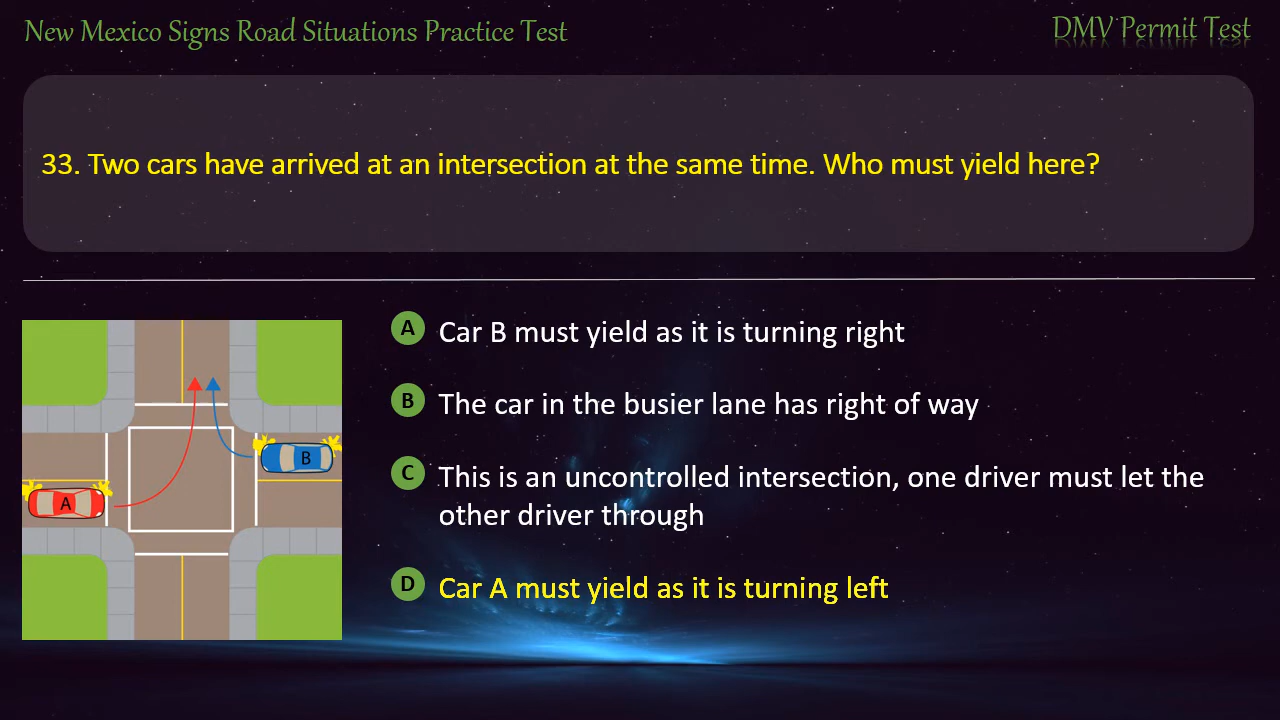 New Mexico Signs Road Situations Practice Test
DMV Permit Test
33. Two cars have arrived at an intersection at the same time. Who must yield here?
A Car B must yield as it is turning right
B The car in the busier lane has right of way
C This is an uncontrolled intersection, one driver must let the
other driver through
D Car A must yield as it is turning left
B
A